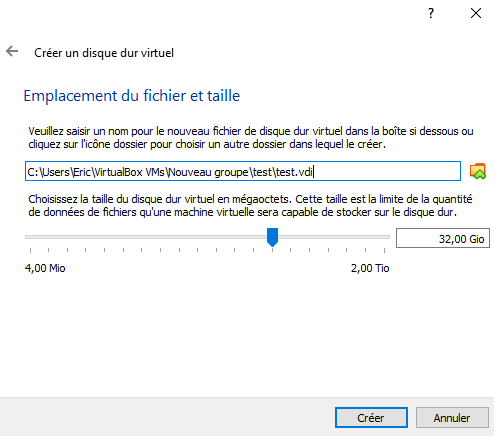 ?
Créer un disque dur virtuel
Emplacement du fichier et taille
Veuillez saisir un nom pour le nouveau fichier de disque dur virtuel dans la boîte si dessous ou
cliquez sur l'icône dossier pour choisir un autre dossier dans lequel le créer.
C:\Users\Eric\VirtualBox VMs\Nouveau groupe\test\test.vdi
Choisissez la taille du disque dur virtuel en mégaoctets. Cette taille est la limite de la quantité
de données de fichiers qu'une machine virtuelle sera capable de stocker sur le disque dur.
32,00 Gio
4,00 Mio 2,00 Tio
Créer Annuler